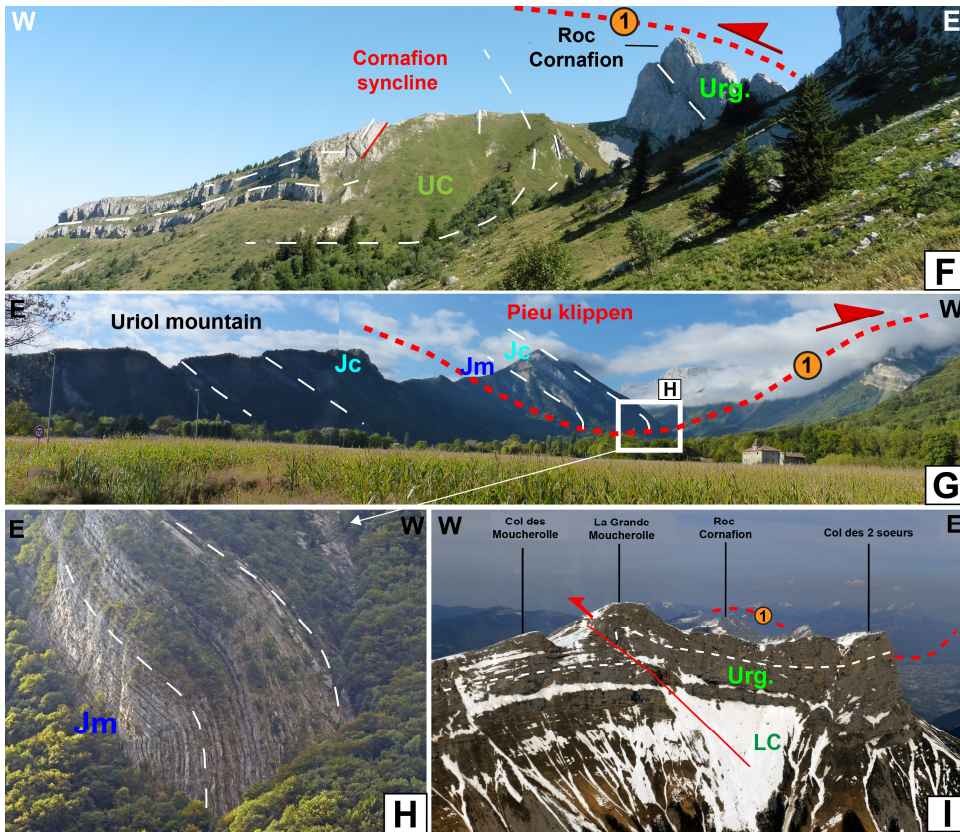 W
E
1
Roc
Cornafion
Cornafion
syncline
Urg.
UC
F
E
W
Uriol mountain
Pieu klippen
Jc
Jc
Jm
1
H
G
E
W
Jm
H
W
E
Col des
Moucherolle
La Grande
Moucherolle
Roc
Cornafion
Col des 2 soeurs
1
Urg.
LC
I